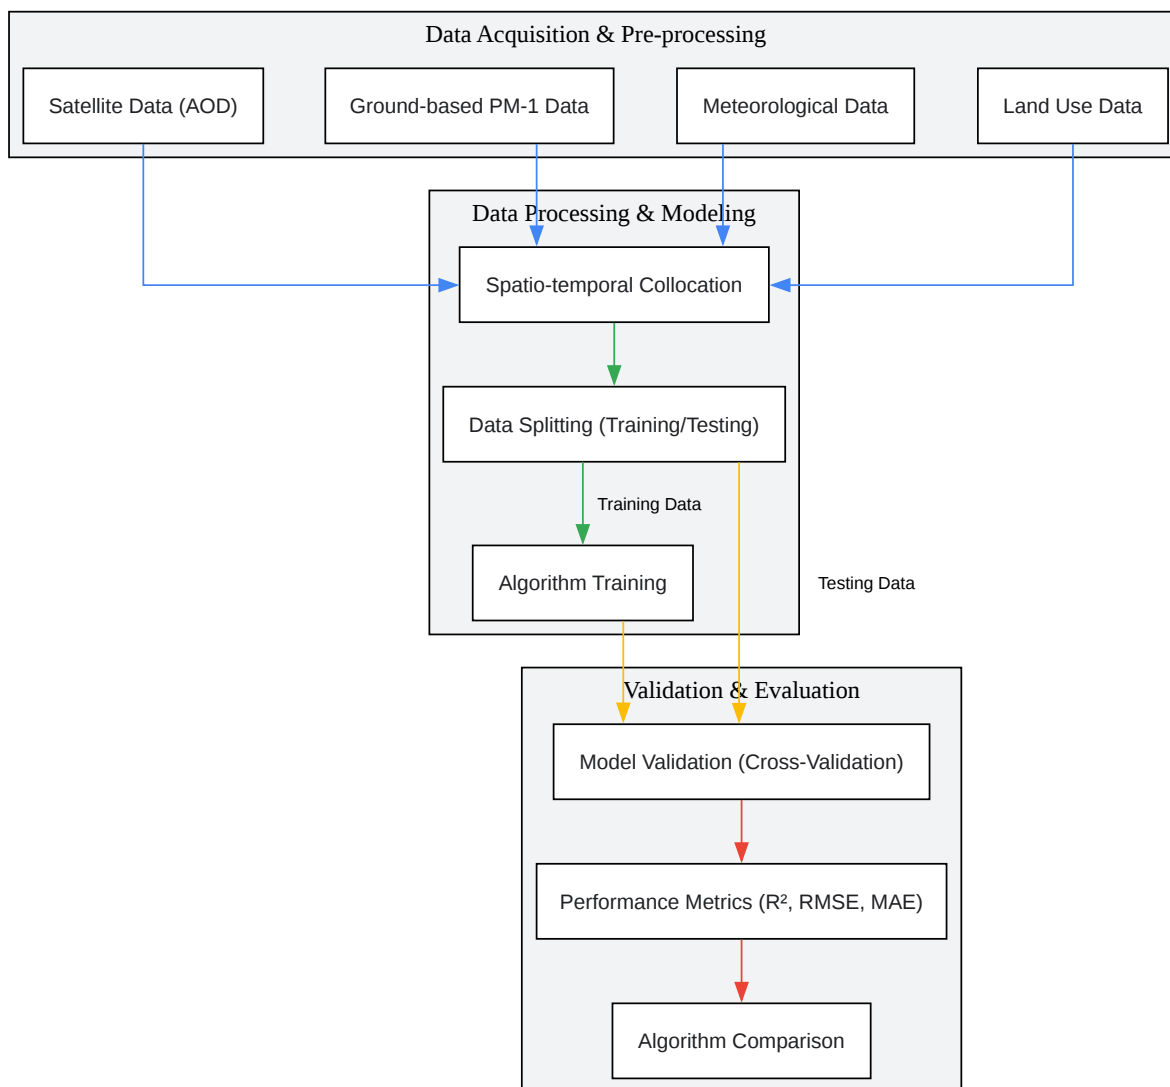 Data Acquisition & Pre-processing
Satellite Data (AOD)
Ground-based PM-1 Data
Meteorological Data
Land Use Data
Data Processing & Modeling
Spatio-temporal Collocation
Data Splitting (Training/Testing)
Training Data
Algorithm Training
Testing Data
Validation & Evaluation
Model Validation (Cross-Validation)
Performance Metrics (R², RMSE, MAE)
Algorithm Comparison